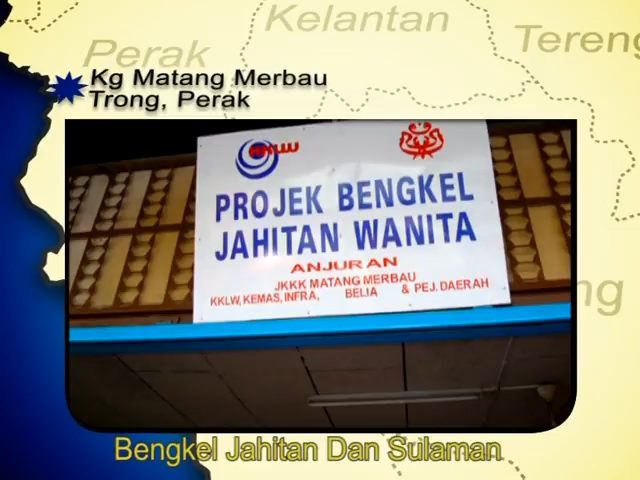 Kelantan
Tereng
Perak
Kg Matang Merbau
Trong, Perak
KKLW
PROJEK BENGKEL
JAHITAN WANITA
ANJURAN
JKKK MATANG MERBAU
KKLW, KEMAS, INFRA, BELIA & PEJ. DAERAH
ng
Bengkel Jahitan Dan Sulaman